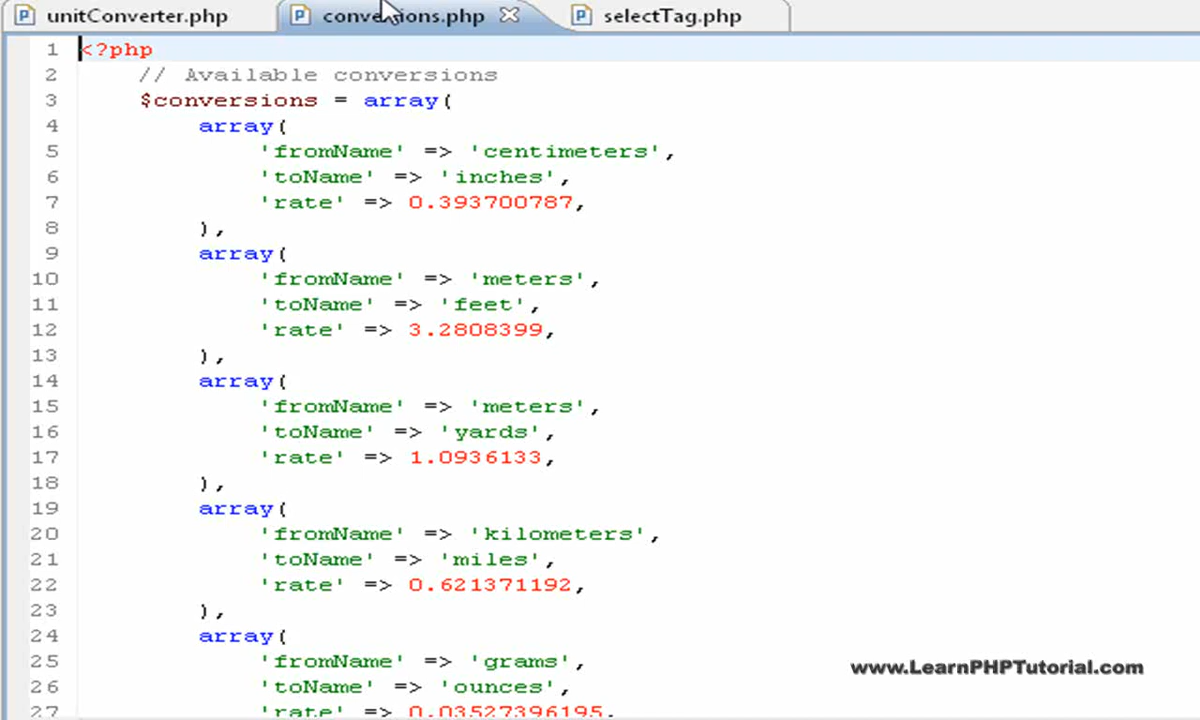 unitConverter.php conversions.php selectTag.php
1 <?php
2 // Available conversions
3 $conversions = array(
4 array(
5 'fromName' => 'centimeters',
6 'toName' => 'inches',
7 'rate' => 0.393700787,
8 ),
9 array(
10 'fromName' => 'meters',
11 'toName' => 'feet',
12 'rate' => 3.2808399,
13 ),
14 array(
15 'fromName' => 'meters',
16 'toName' => 'yards',
17 'rate' => 1.0936133,
18 ),
19 array(
20 'fromName' => 'kilometers',
21 'toName' => 'miles',
22 'rate' => 0.621371192,
23 ),
24 array(
25 'fromName' => 'grams',
26 'toName' => 'ounces',
27 'rate' => 0.03527396195,
www.LearnPHPTutorial.com